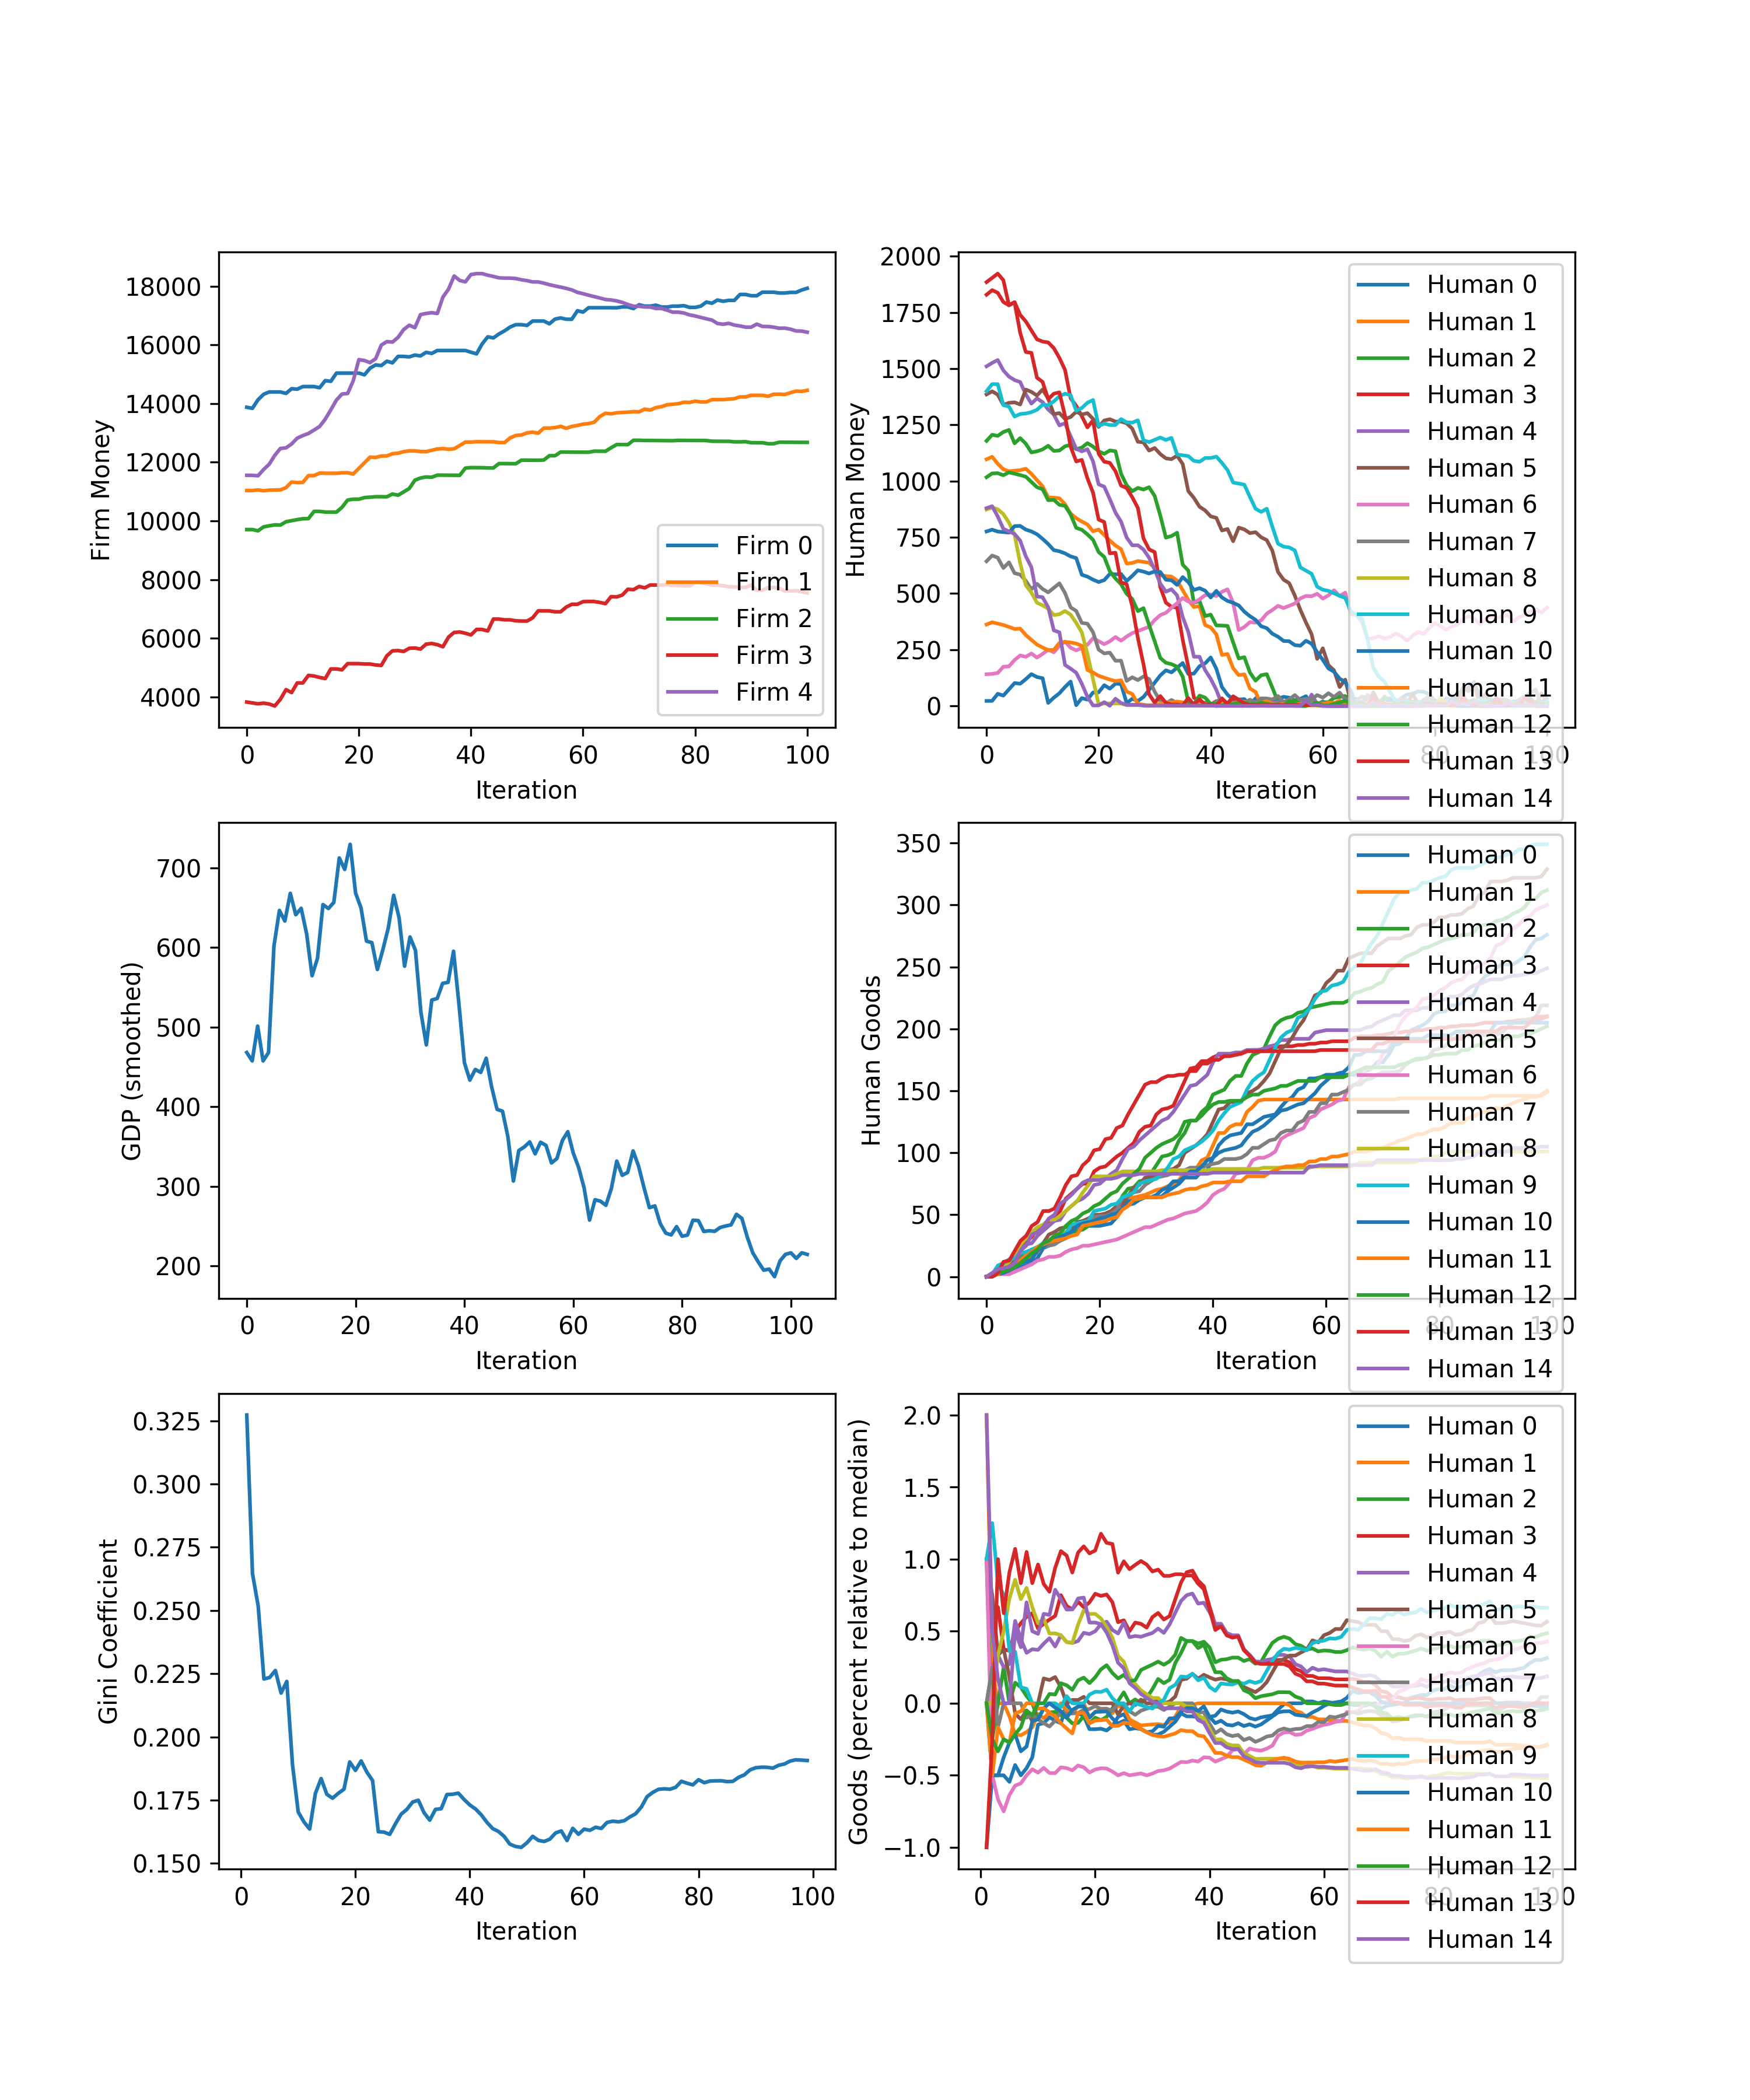 18000
16000
14000
12000
10000
8000
6000
4000
Firm Money
Firm 0
Firm 1
Firm 2
Firm 3
Firm 4
0 20 40 60 80 100
Iteration
2000
1750
1500
1250
1000
750
500
250
0
Human Money
Human 0
Human 1
Human 2
Human 3
Human 4
Human 5
Human 6
Human 7
Human 8
Human 9
Human 10
Human 11
Human 12
Human 13
Human 14
0 20 40 60 80 100
Iteration
700
600
500
400
300
200
GDP (smoothed)
0 20 40 60 80 100
Iteration
350
300
250
200
150
100
50
0
Human Goods
Human 0
Human 1
Human 2
Human 3
Human 4
Human 5
Human 6
Human 7
Human 8
Human 9
Human 10
Human 11
Human 12
Human 13
Human 14
0 20 40 60 80 100
Iteration
0.325
0.300
0.275
0.250
0.225
0.200
0.175
0.150
Gini Coefficient
0 20 40 60 80 100
Iteration
2.0
1.5
1.0
0.5
0.0
−0.5
−1.0
Goods (percent relative to median)
Human 0
Human 1
Human 2
Human 3
Human 4
Human 5
Human 6
Human 7
Human 8
Human 9
Human 10
Human 11
Human 12
Human 13
Human 14
0 20 40 60 80 100
Iteration